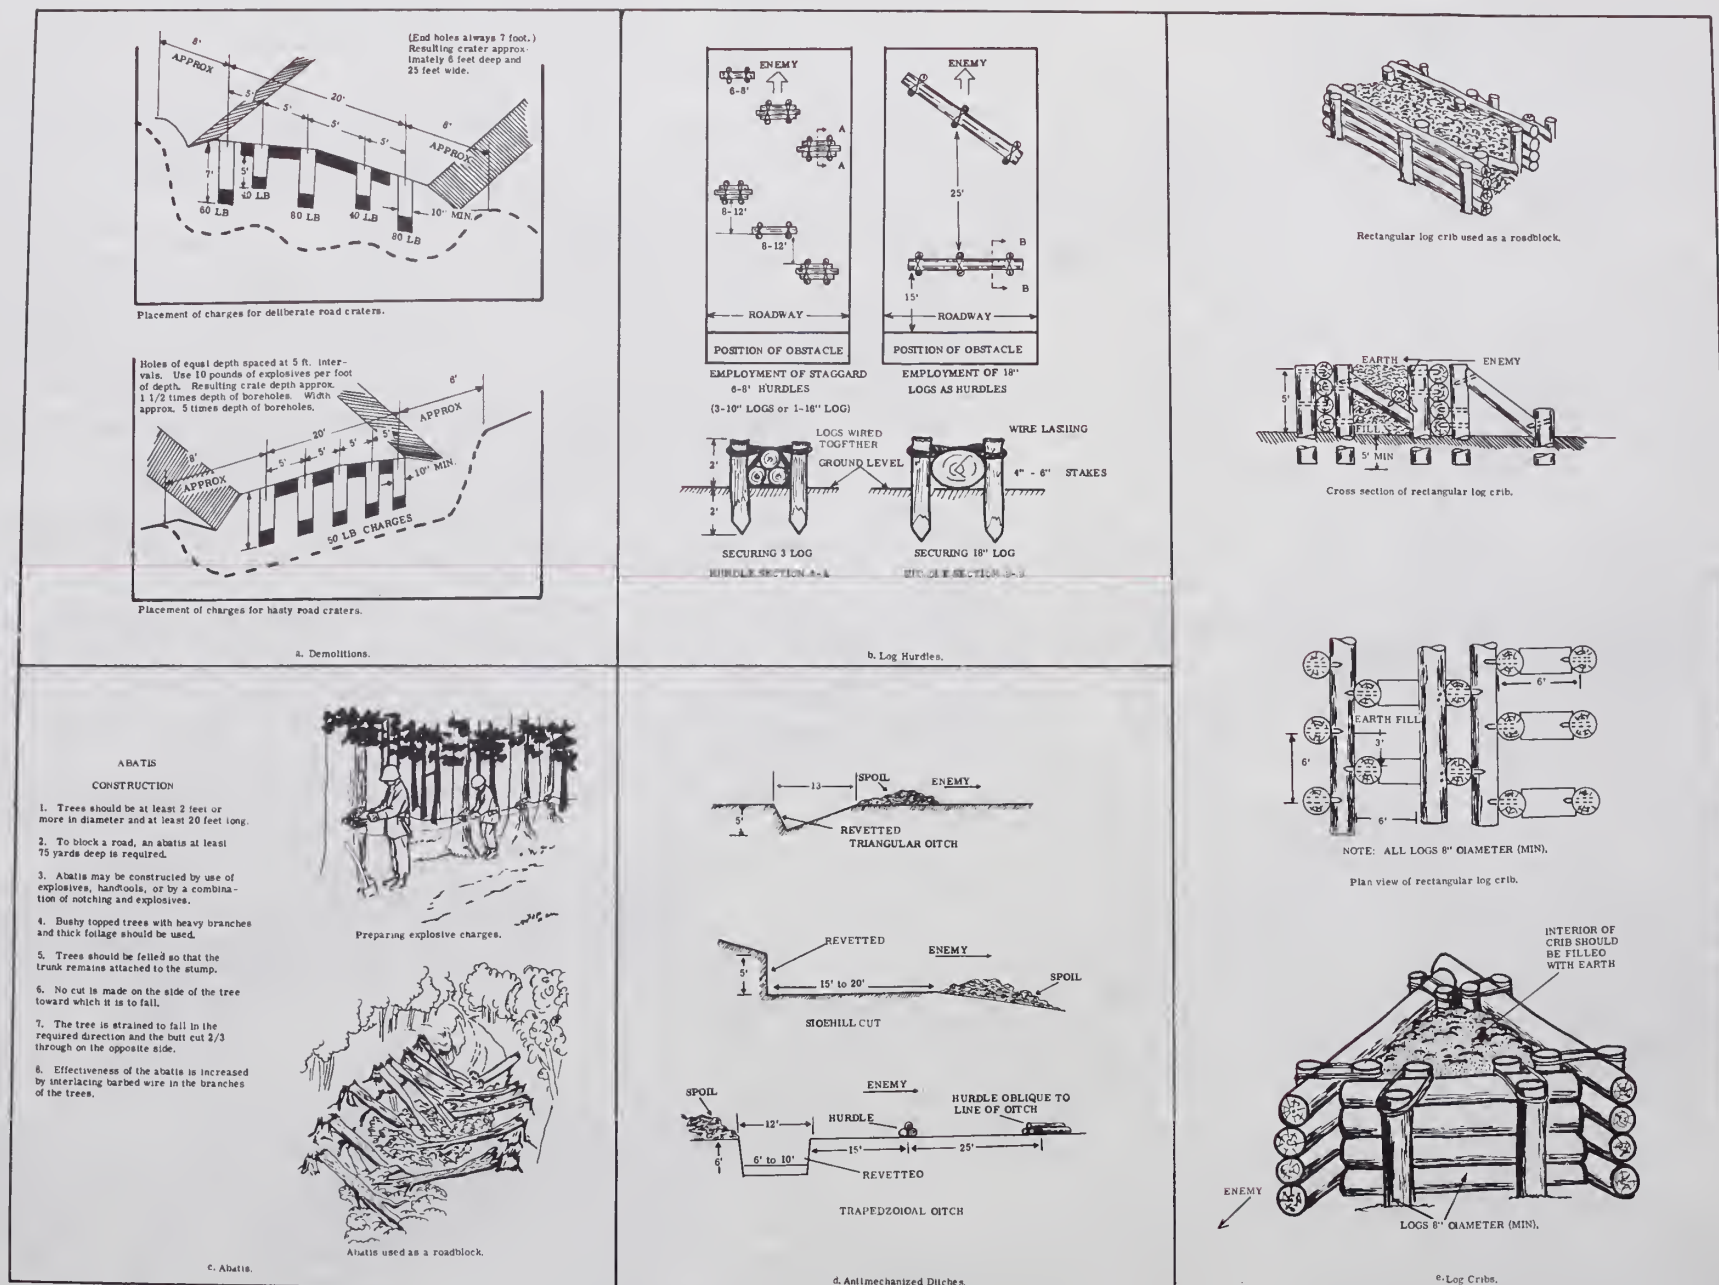 8'
APPROX
(End holes always 7 foot.)
Resulting crater approx-
imately 6 feet deep and
25 feet wide.
20'
5'
5'
5'
5'
8'
APPROX
7'
5'
60 LB
40 LB
80 LB
40 LB
80 LB
10" MIN.
Placement of charges for deliberate road craters.
Holes of equal depth spaced at 5 ft. inter-
vals. Use 10 pounds of explosives per foot
of depth. Resulting crate depth approx.
1 1/2 times depth of boreholes. Width
approx. 5 times depth of boreholes.
6'
APPROX
20'
5'
5'
5'
5'
8'
APPROX
10" MIN.
50 LB CHARGES
Placement of charges for hasty road craters.
a. Demolitions.
ENEMY
6-8'
A
A
8-12'
8-12'
ROADWAY
POSITION OF OBSTACLE
EMPLOYMENT OF STAGGARD
6-8' HURDLES
(3-10" LOGS or 1-16" LOG)
ENEMY
25'
B
B
15'
ROADWAY
POSITION OF OBSTACLE
EMPLOYMENT OF 18"
LOGS AS HURDLES
LOGS WIRED
TOGETHER
GROUND LEVEL
WIRE LASHING
4" - 6" STAKES
2'
2'
SECURING 3 LOG
HURDLE SECTION A-A
SECURING 18" LOG
HURDLE SECTION B-B
b. Log Hurdles.
ABATIS
CONSTRUCTION
1. Trees should be at least 2 feet or
more in diameter and at least 20 feet long.
2. To block a road, an abatis at least
75 yards deep is required.
3. Abatis may be constructed by use of
explosives, handtools, or by a combina-
tion of notching and explosives.
4. Bushy topped trees with heavy branches
and thick foliage should be used.
5. Trees should be felled so that the
trunk remains attached to the stump.
6. No cut is made on the side of the tree
toward which it is to fall.
7. The tree is strained to fall in the
required direction and the butt cut 2/3
through on the opposite side.
8. Effectiveness of the abatis is increased
by interlacing barbed wire in the branches
of the trees.
Preparing explosive charges.
Abatis used as a roadblock.
c. Abatis.
13
SPOIL
ENEMY
5'
REVETTED
TRIANGULAR DITCH
REVETTED
ENEMY
5'
15' to 20'
SPOIL
SIDEHILL CUT
SPOIL
ENEMY
12'
HURDLE
HURDLE OBLIQUE TO
LINE OF DITCH
6'
6' to 10'
15'
25'
REVETTED
TRAPEDZOIDAL DITCH
d. Antimechanized Ditches.
Rectangular log crib used as a roadblock.
EARTH
ENEMY
5'
FILL
5' MIN
Cross section of rectangular log crib.
6'
EARTH FILL
3'
6'
6'
NOTE: ALL LOGS 8" DIAMETER (MIN).
Plan view of rectangular log crib.
INTERIOR OF
CRIB SHOULD
BE FILLED
WITH EARTH
ENEMY
LOGS 8" DIAMETER (MIN).
e. Log Cribs.